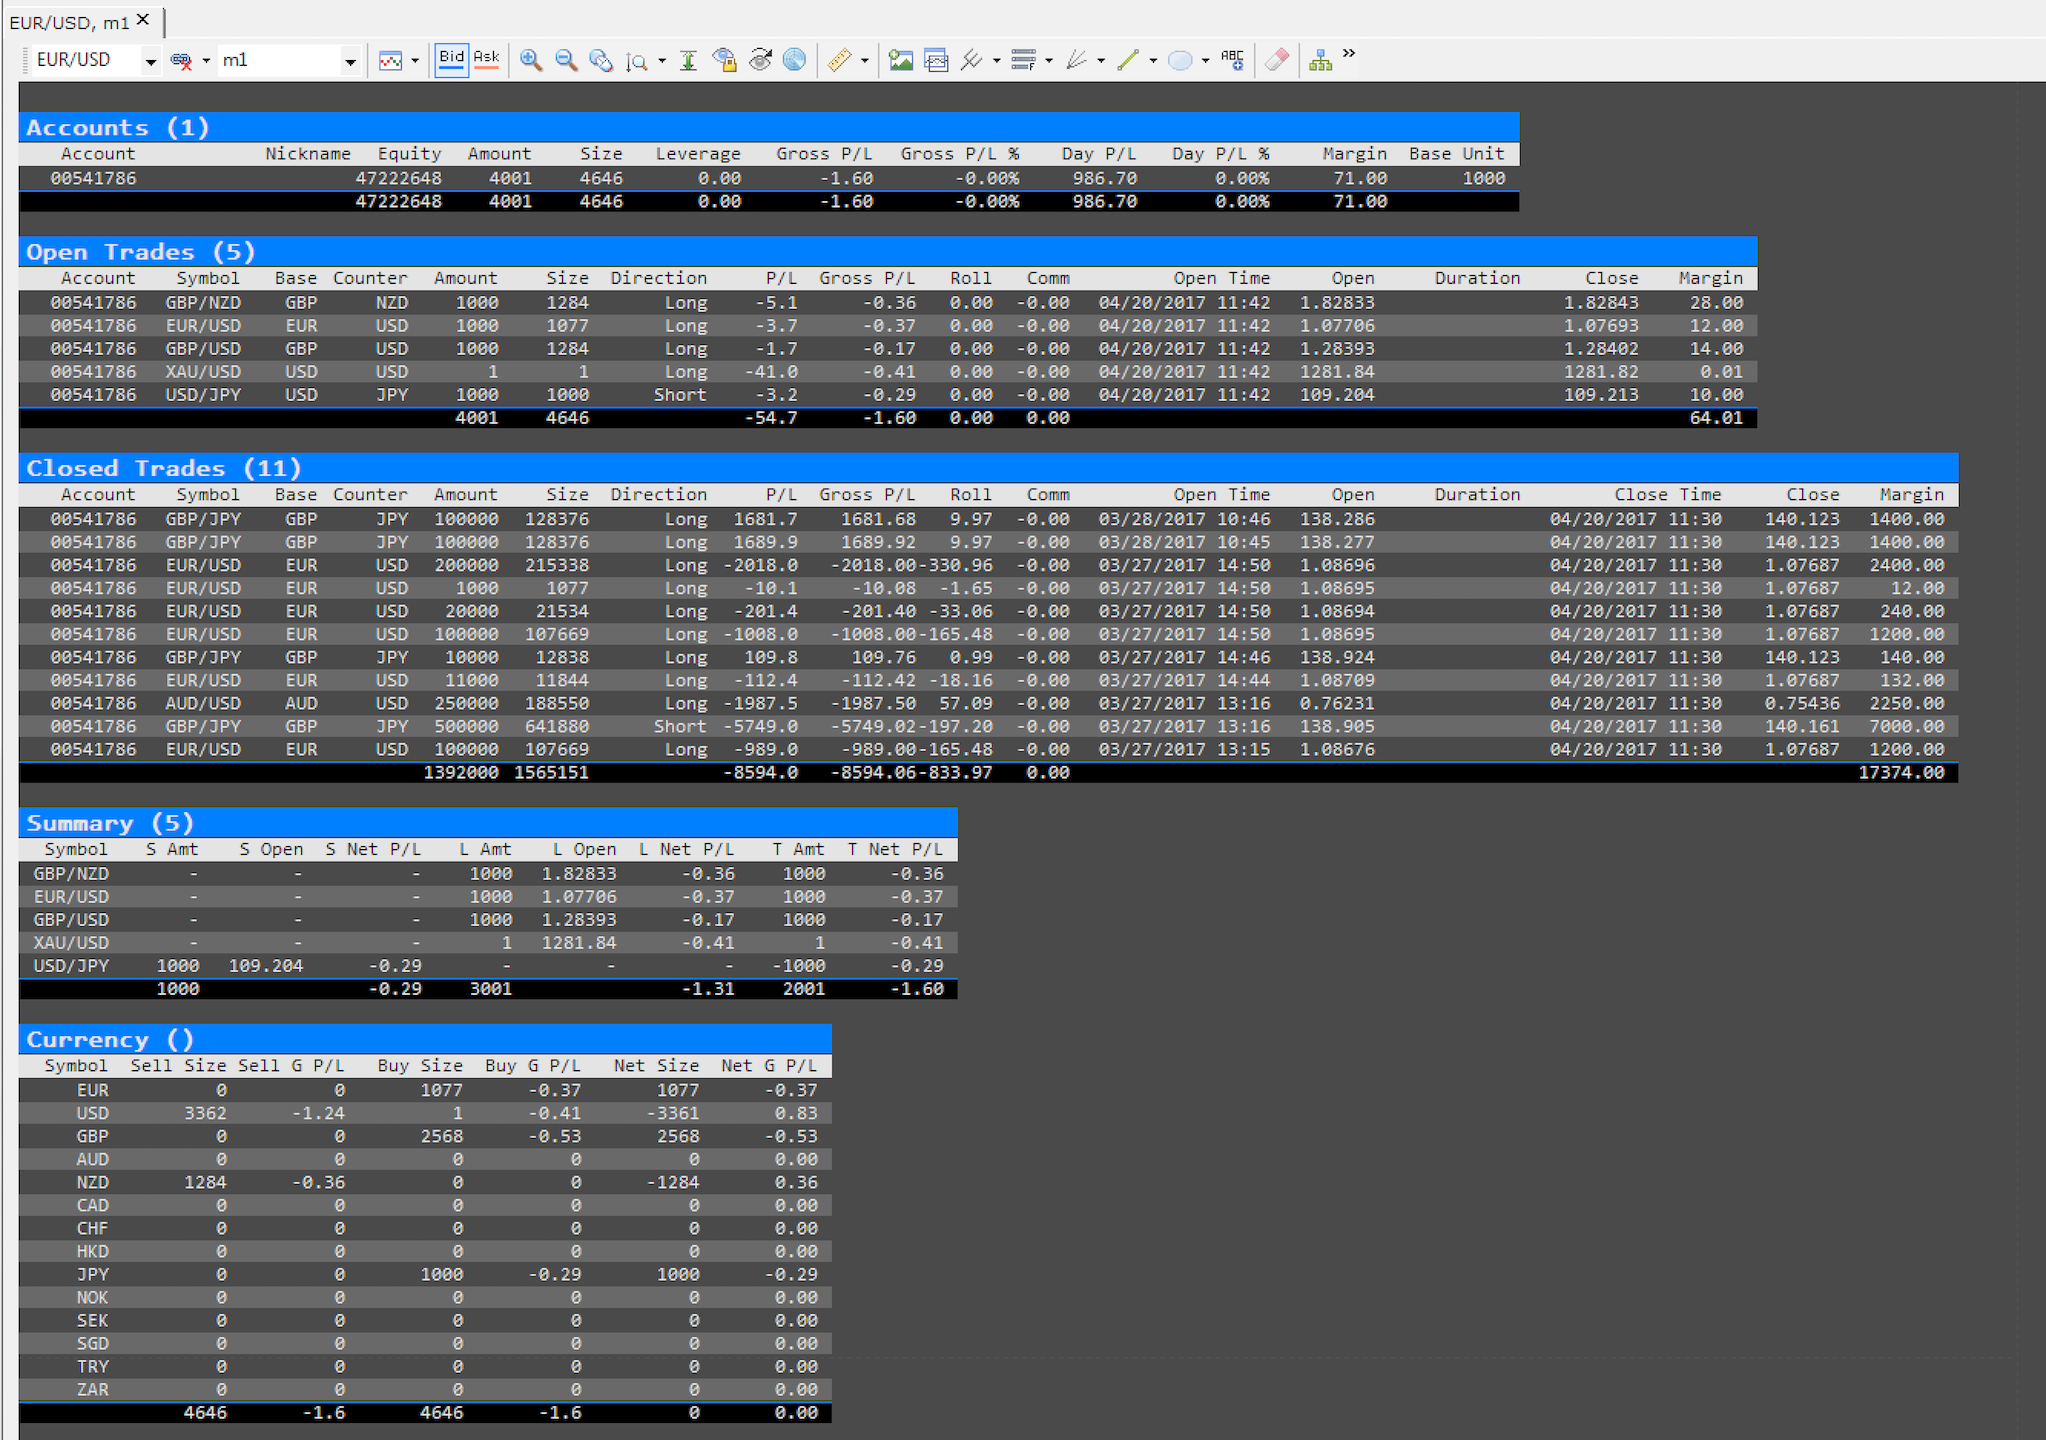 EUR/USD, m1
EUR/USD m1 Bid Ask ABC
Accounts (1)
Account Nickname Equity Amount Size Leverage Gross P/L Gross P/L % Day P/L Day P/L % Margin Base Unit
00541786 47222648 4001 4646 0.00 -1.60 -0.00% 986.70 0.00% 71.00 1000
47222648 4001 4646 0.00 -1.60 -0.00% 986.70 0.00% 71.00
Open Trades (5)
Account Symbol Base Counter Amount Size Direction P/L Gross P/L Roll Comm Open Time Open Duration Close Margin
00541786 GBP/NZD GBP NZD 1000 1284 Long -5.1 -0.36 0.00 -0.00 04/20/2017 11:42 1.82833 1.82843 28.00
00541786 EUR/USD EUR USD 1000 1077 Long -3.7 -0.37 0.00 -0.00 04/20/2017 11:42 1.07706 1.07693 12.00
00541786 GBP/USD GBP USD 1000 1284 Long -1.7 -0.17 0.00 -0.00 04/20/2017 11:42 1.28393 1.28402 14.00
00541786 XAU/USD USD USD 1 1 Long -41.0 -0.41 0.00 -0.00 04/20/2017 11:42 1281.84 1281.82 0.01
00541786 USD/JPY USD JPY 1000 1000 Short -3.2 -0.29 0.00 -0.00 04/20/2017 11:42 109.204 109.213 10.00
4001 4646 -54.7 -1.60 0.00 0.00 64.01
Closed Trades (11)
Account Symbol Base Counter Amount Size Direction P/L Gross P/L Roll Comm Open Time Open Duration Close Time Close Margin
00541786 GBP/JPY GBP JPY 100000 128376 Long 1681.7 1681.68 9.97 -0.00 03/28/2017 10:46 138.286 04/20/2017 11:30 140.123 1400.00
00541786 GBP/JPY GBP JPY 100000 128376 Long 1689.9 1689.92 9.97 -0.00 03/28/2017 10:45 138.277 04/20/2017 11:30 140.123 1400.00
00541786 EUR/USD EUR USD 200000 215338 Long -2018.0 -2018.00 -330.96 -0.00 03/27/2017 14:50 1.08696 04/20/2017 11:30 1.07687 2400.00
00541786 EUR/USD EUR USD 1000 1077 Long -10.1 -10.08 -1.65 -0.00 03/27/2017 14:50 1.08695 04/20/2017 11:30 1.07687 12.00
00541786 EUR/USD EUR USD 20000 21534 Long -201.4 -201.40 -33.06 -0.00 03/27/2017 14:50 1.08694 04/20/2017 11:30 1.07687 240.00
00541786 EUR/USD EUR USD 100000 107669 Long -1008.0 -1008.00 -165.48 -0.00 03/27/2017 14:50 1.08695 04/20/2017 11:30 1.07687 1200.00
00541786 GBP/JPY GBP JPY 10000 12838 Long 109.8 109.76 0.99 -0.00 03/27/2017 14:46 138.924 04/20/2017 11:30 140.123 140.00
00541786 EUR/USD EUR USD 11000 11844 Long -112.4 -112.42 -18.16 -0.00 03/27/2017 14:44 1.08709 04/20/2017 11:30 1.07687 132.00
00541786 AUD/USD AUD USD 250000 188550 Long -1987.5 -1987.50 57.09 -0.00 03/27/2017 13:16 0.76231 04/20/2017 11:30 0.75436 2250.00
00541786 GBP/JPY GBP JPY 500000 641880 Short -5749.0 -5749.02 -197.20 -0.00 03/27/2017 13:16 138.905 04/20/2017 11:30 140.161 7000.00
00541786 EUR/USD EUR USD 100000 107669 Long -989.0 -989.00 -165.48 -0.00 03/27/2017 13:15 1.08676 04/20/2017 11:30 1.07687 1200.00
1392000 1565151 -8594.0 -8594.06 -833.97 0.00 17374.00
Summary (5)
Symbol S Amt S Open S Net P/L L Amt L Open L Net P/L T Amt T Net P/L
GBP/NZD - - - 1000 1.82833 -0.36 1000 -0.36
EUR/USD - - - 1000 1.07706 -0.37 1000 -0.37
GBP/USD - - - 1000 1.28393 -0.17 1000 -0.17
XAU/USD - - - 1 1281.84 -0.41 1 -0.41
USD/JPY 1000 109.204 -0.29 - - - -1000 -0.29
1000 -0.29 3001 -1.31 2001 -1.60
Currency ()
Symbol Sell Size Sell G P/L Buy Size Buy G P/L Net Size Net G P/L
EUR 0 0 1077 -0.37 1077 -0.37
USD 3362 -1.24 1 -0.41 -3361 0.83
GBP 0 0 2568 -0.53 2568 -0.53
AUD 0 0 0 0 0 0.00
NZD 1284 -0.36 0 0 -1284 0.36
CAD 0 0 0 0 0 0.00
CHF 0 0 0 0 0 0.00
HKD 0 0 0 0 0 0.00
JPY 0 0 1000 -0.29 1000 -0.29
NOK 0 0 0 0 0 0.00
SEK 0 0 0 0 0 0.00
SGD 0 0 0 0 0 0.00
TRY 0 0 0 0 0 0.00
ZAR 0 0 0 0 0 0.00
4646 -1.6 4646 -1.6 0 0.00